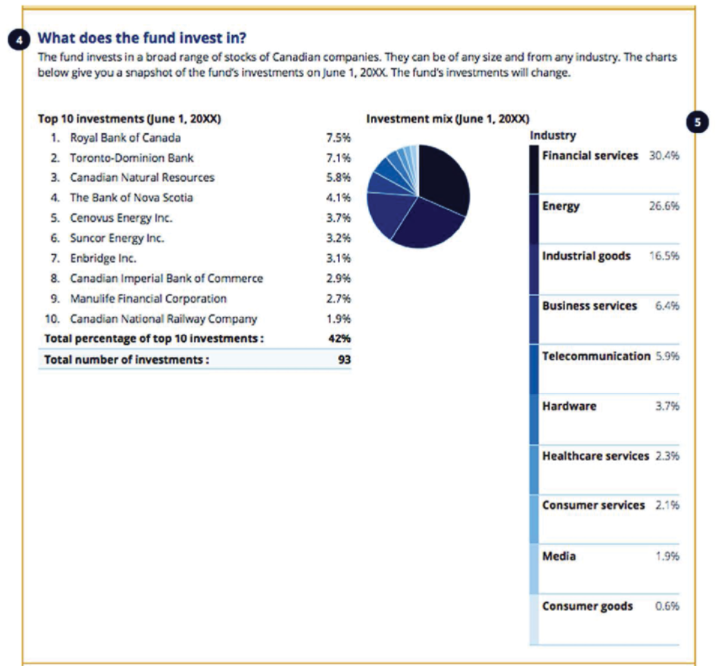 4 What does the fund invest in?
The fund invests in a broad range of stocks of Canadian companies. They can be of any size and from any industry. The charts
below give you a snapshot of the fund's investments on June 1, 20XX. The fund's investments will change.
Top 10 investments (June 1, 20XX)
1. Royal Bank of Canada 7.5%
2. Toronto-Dominion Bank 7.1%
3. Canadian Natural Resources 5.8%
4. The Bank of Nova Scotia 4.1%
5. Cenovus Energy Inc. 3.7%
6. Suncor Energy Inc. 3.2%
7. Enbridge Inc. 3.1%
8. Canadian Imperial Bank of Commerce 2.9%
9. Manulife Financial Corporation 2.7%
10. Canadian National Railway Company 1.9%
Total percentage of top 10 investments : 42%
Total number of investments : 93
Investment mix (June 1, 20XX)
5
Industry
Financial services 30.4%
Energy 26.6%
Industrial goods 16.5%
Business services 6.4%
Telecommunication 5.9%
Hardware 3.7%
Healthcare services 2.3%
Consumer services 2.1%
Media 1.9%
Consumer goods 0.6%